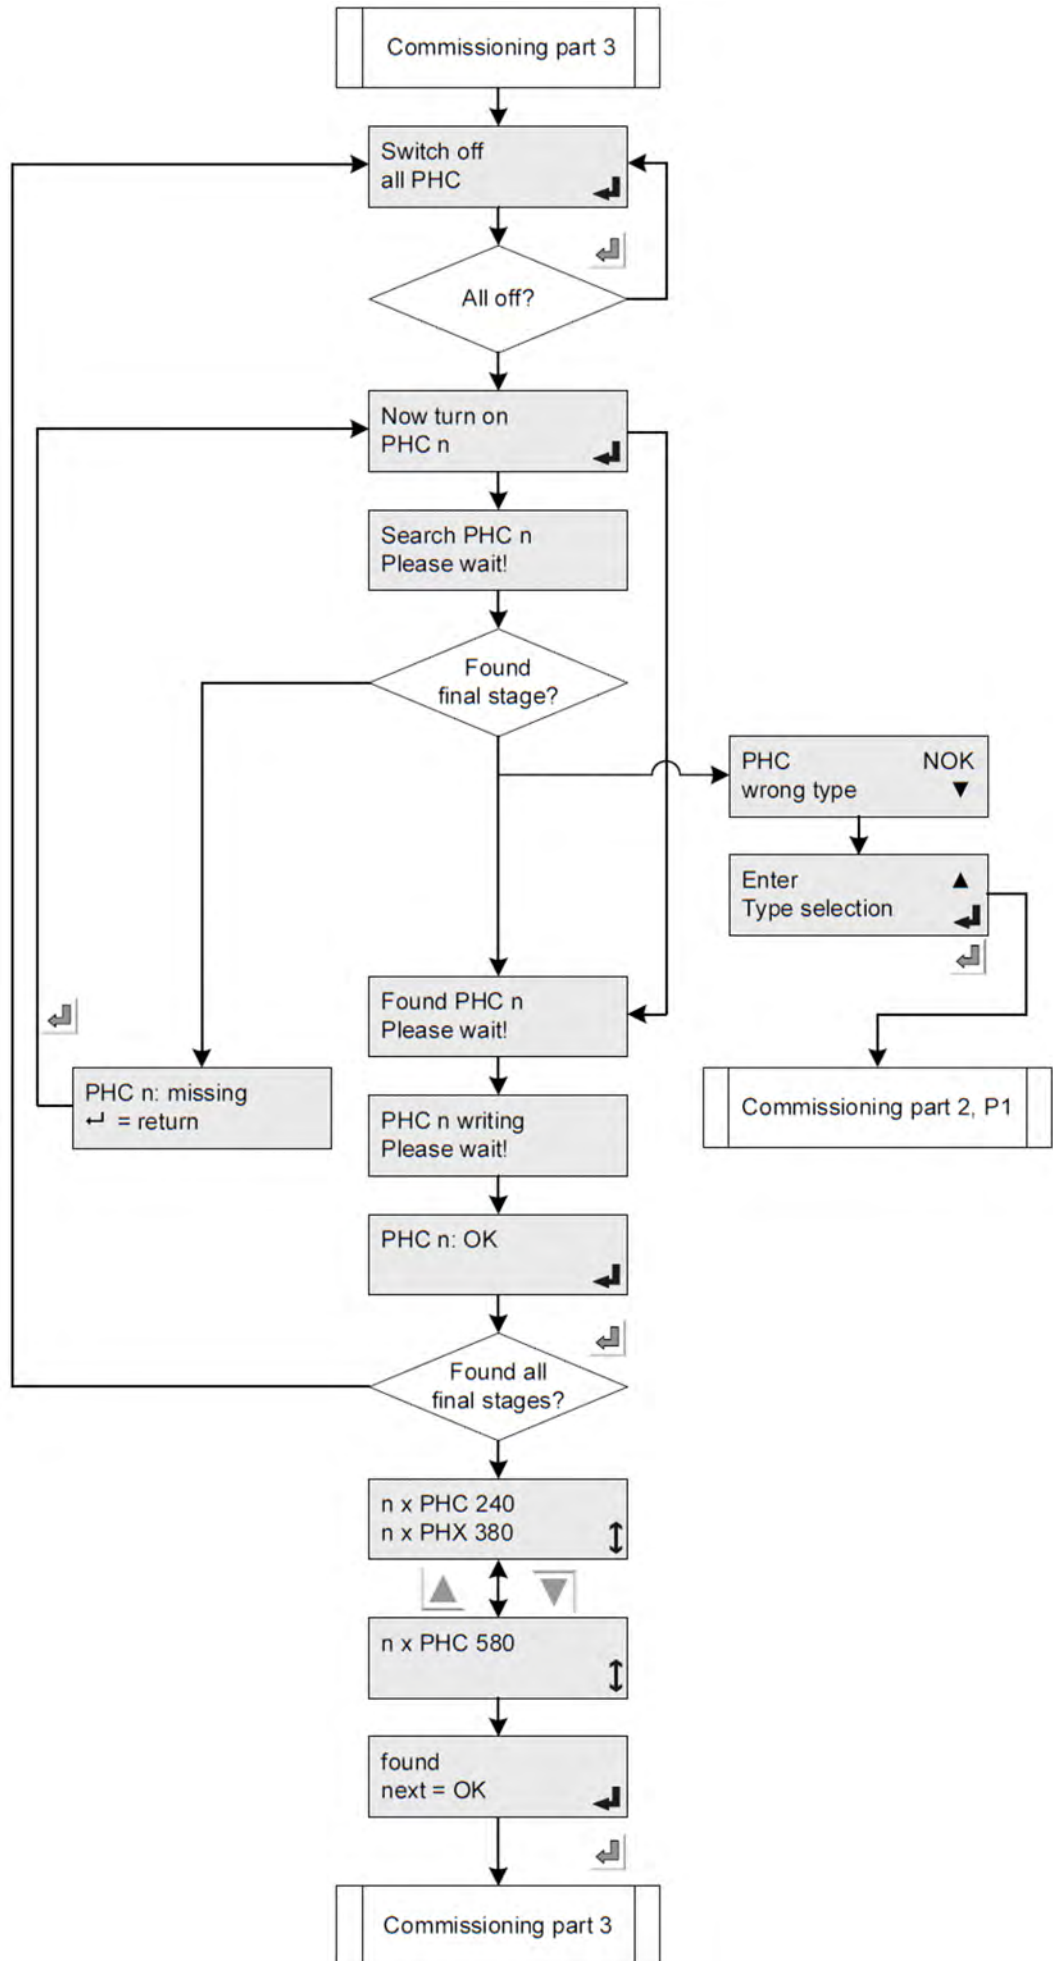 Commissioning part 3
Switch off
all PHC
All off?
Now turn on
PHC n
Search PHC n
Please wait!
Found
final stage?
PHC NOK
wrong type ▼
Enter ▲
Type selection
Found PHC n
Please wait!
PHC n: missing
↵ = return
Commissioning part 2, P1
PHC n writing
Please wait!
PHC n: OK
Found all
final stages?
n x PHC 240
n x PHX 380
n x PHC 580
found
next = OK
Commissioning part 3